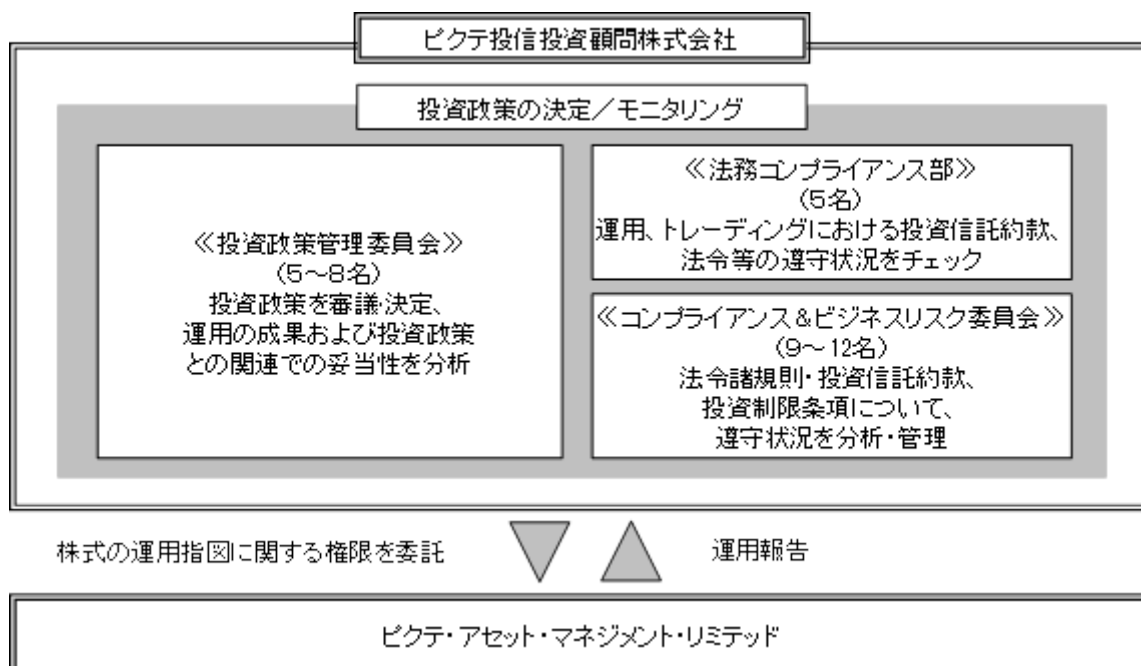 ピクテ投信投資顧問株式会社
投資政策の決定／モニタリング
≪投資政策管理委員会≫
(5～8名)
投資政策を審議・決定、
運用の成果および投資政策
との関連での妥当性を分析
≪法務コンプライアンス部≫
(5名)
運用、トレーディングにおける投資信託約款、
法令等の遵守状況をチェック
≪コンプライアンス＆ビジネスリスク委員会≫
(9～12名)
法令諸規則・投資信託約款、
投資制限条項について、
遵守状況を分析・管理
株式の運用指図に関する権限を委託
運用報告
ピクテ・アセット・マネジメント・リミテッド